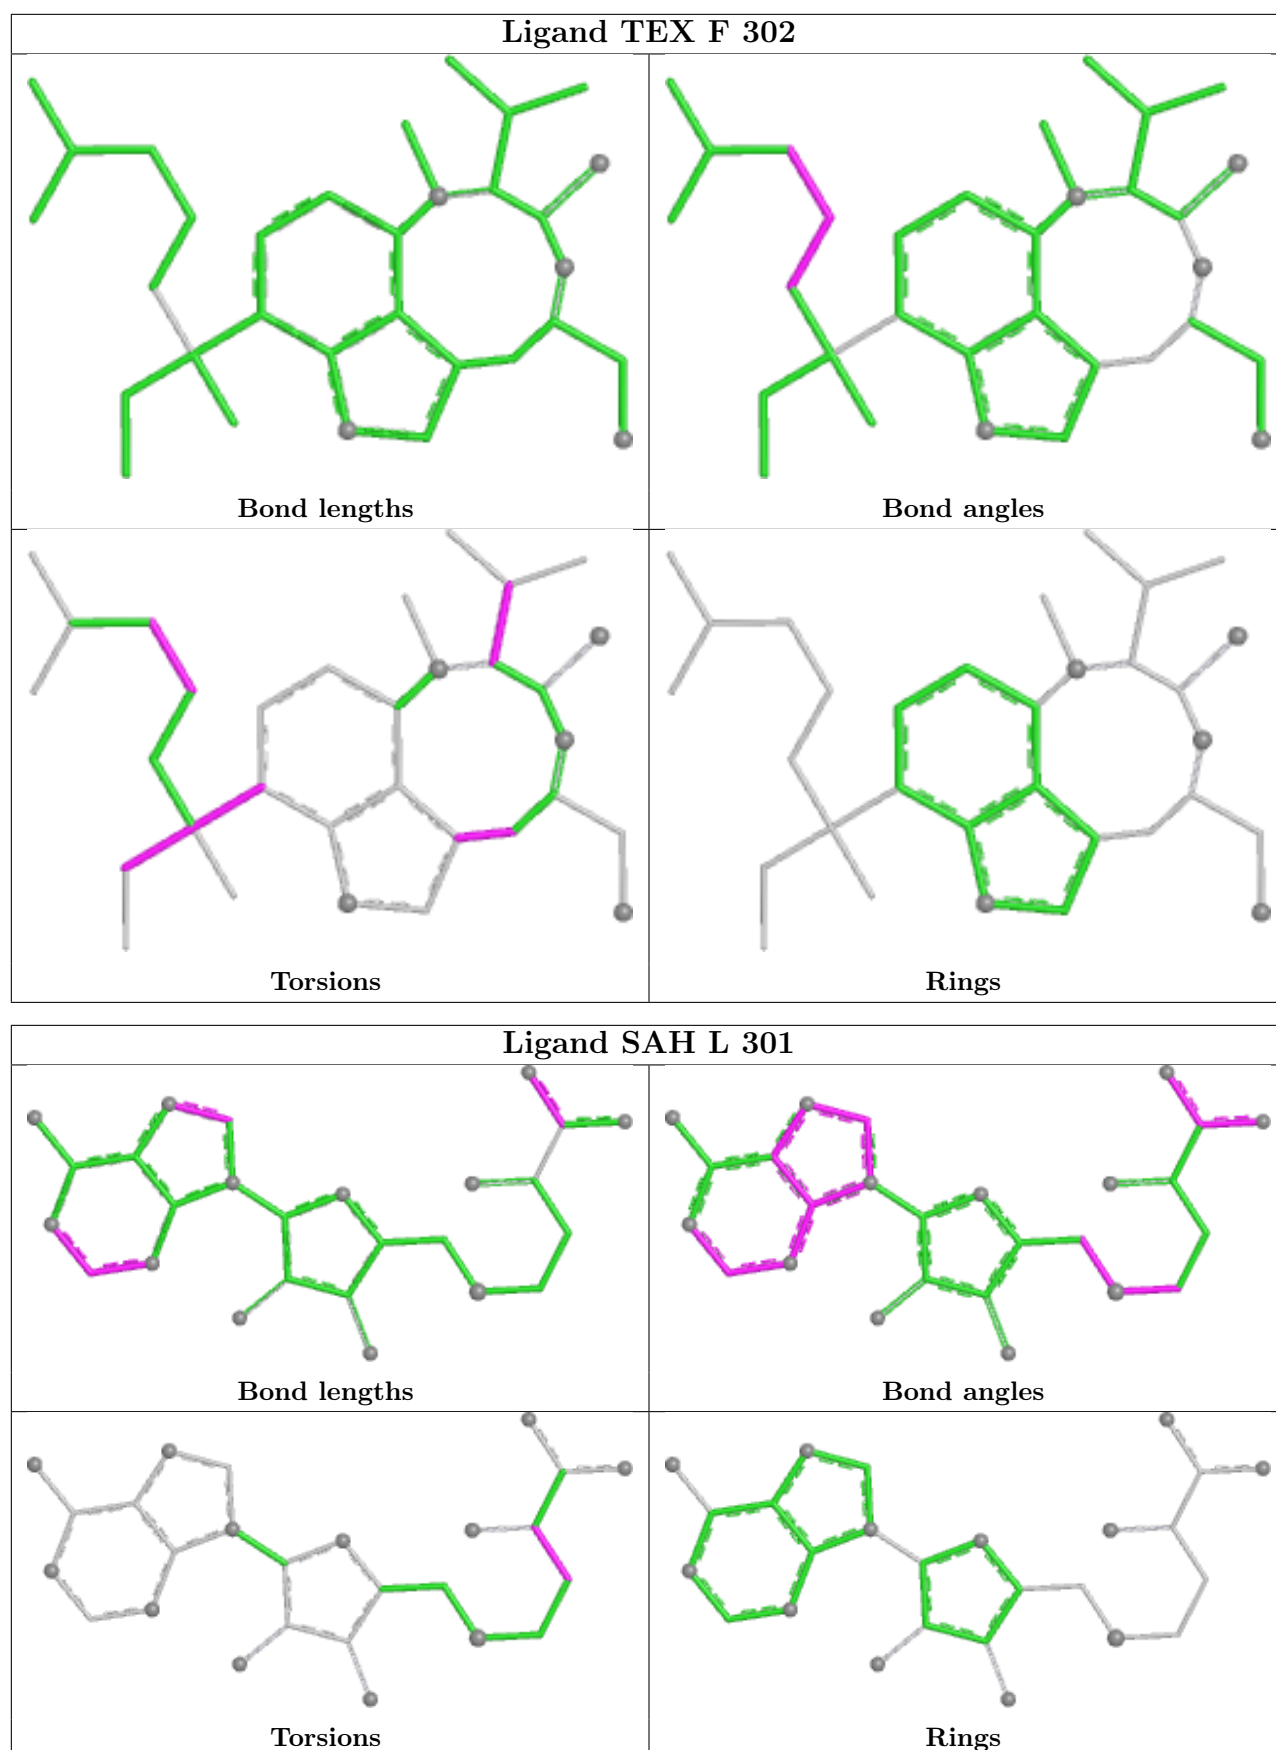 Ligand TEX F 302
Bond lengths
Bond angles
Torsions
Rings
Ligand SAH L 301
Bond lengths
Bond angles
Torsions
Rings